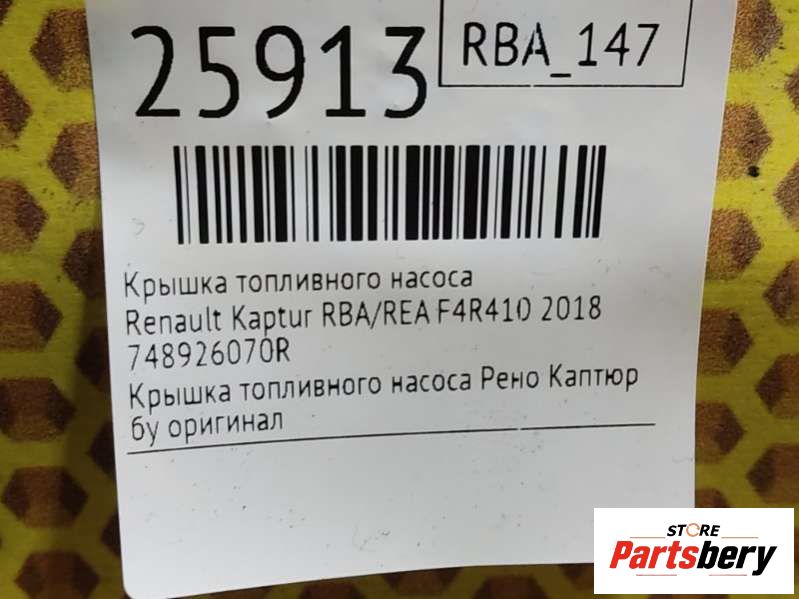 25913
RBA_147
Крышка топливного насоса
Renault Kaptur RBA/REA F4R410 2018
748926070R
Крышка топливного насоса Рено Каптюр
бу оригинал
STORE
Partsbery